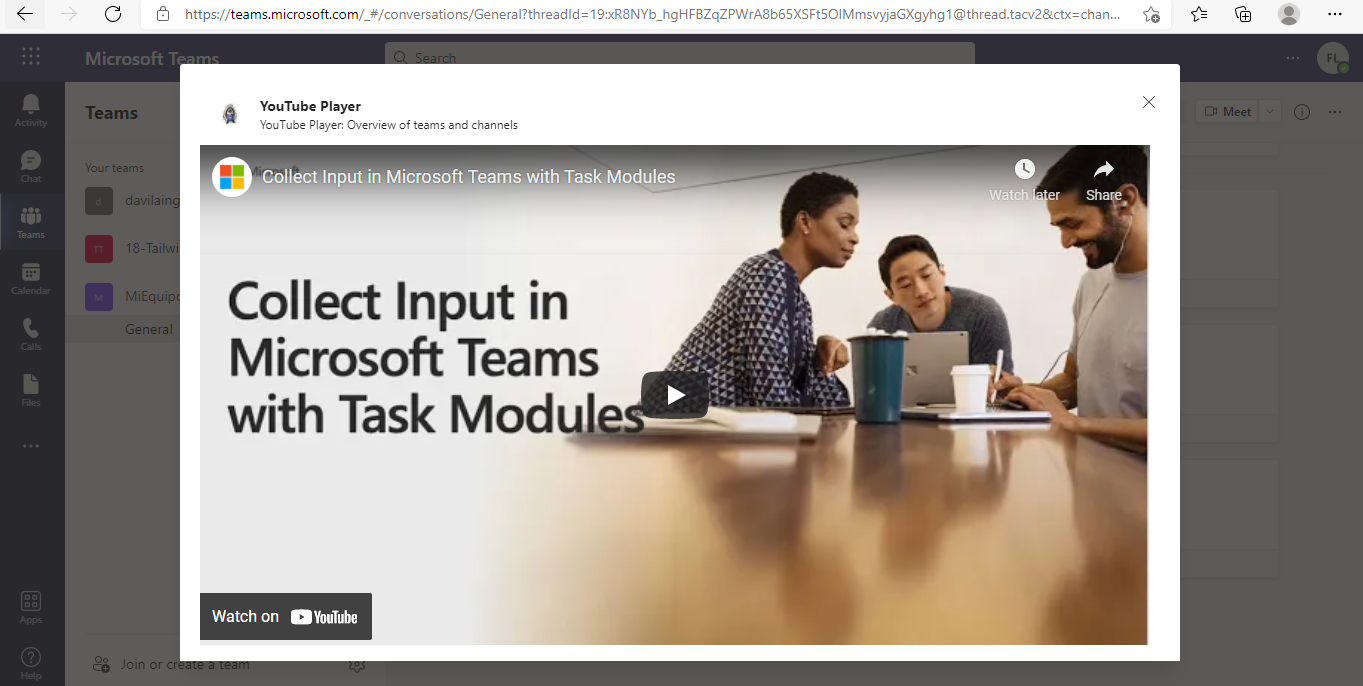 https://teams.microsoft.com/_#/conversations/General?threadId=19:xR8NYb_hgHFBZqZPWrA8b65XSFt5OlMmsvyjaGXgyhg1@thread.tacv2&ctx=chan...
Microsoft Teams
Search
FL
Activity
Chat
Teams
Calendar
Calls
Files
Apps
Help
Teams
Your teams
d davilaing
TT 18-Tailwi
M MiEquipo
General
Join or create a team
Meet
YouTube Player
YouTube Player: Overview of teams and channels
Microsoft
Collect Input in Microsoft Teams with Task Modules
Watch later
Share
Collect Input in
Microsoft Teams
with Task Modules
Watch on YouTube